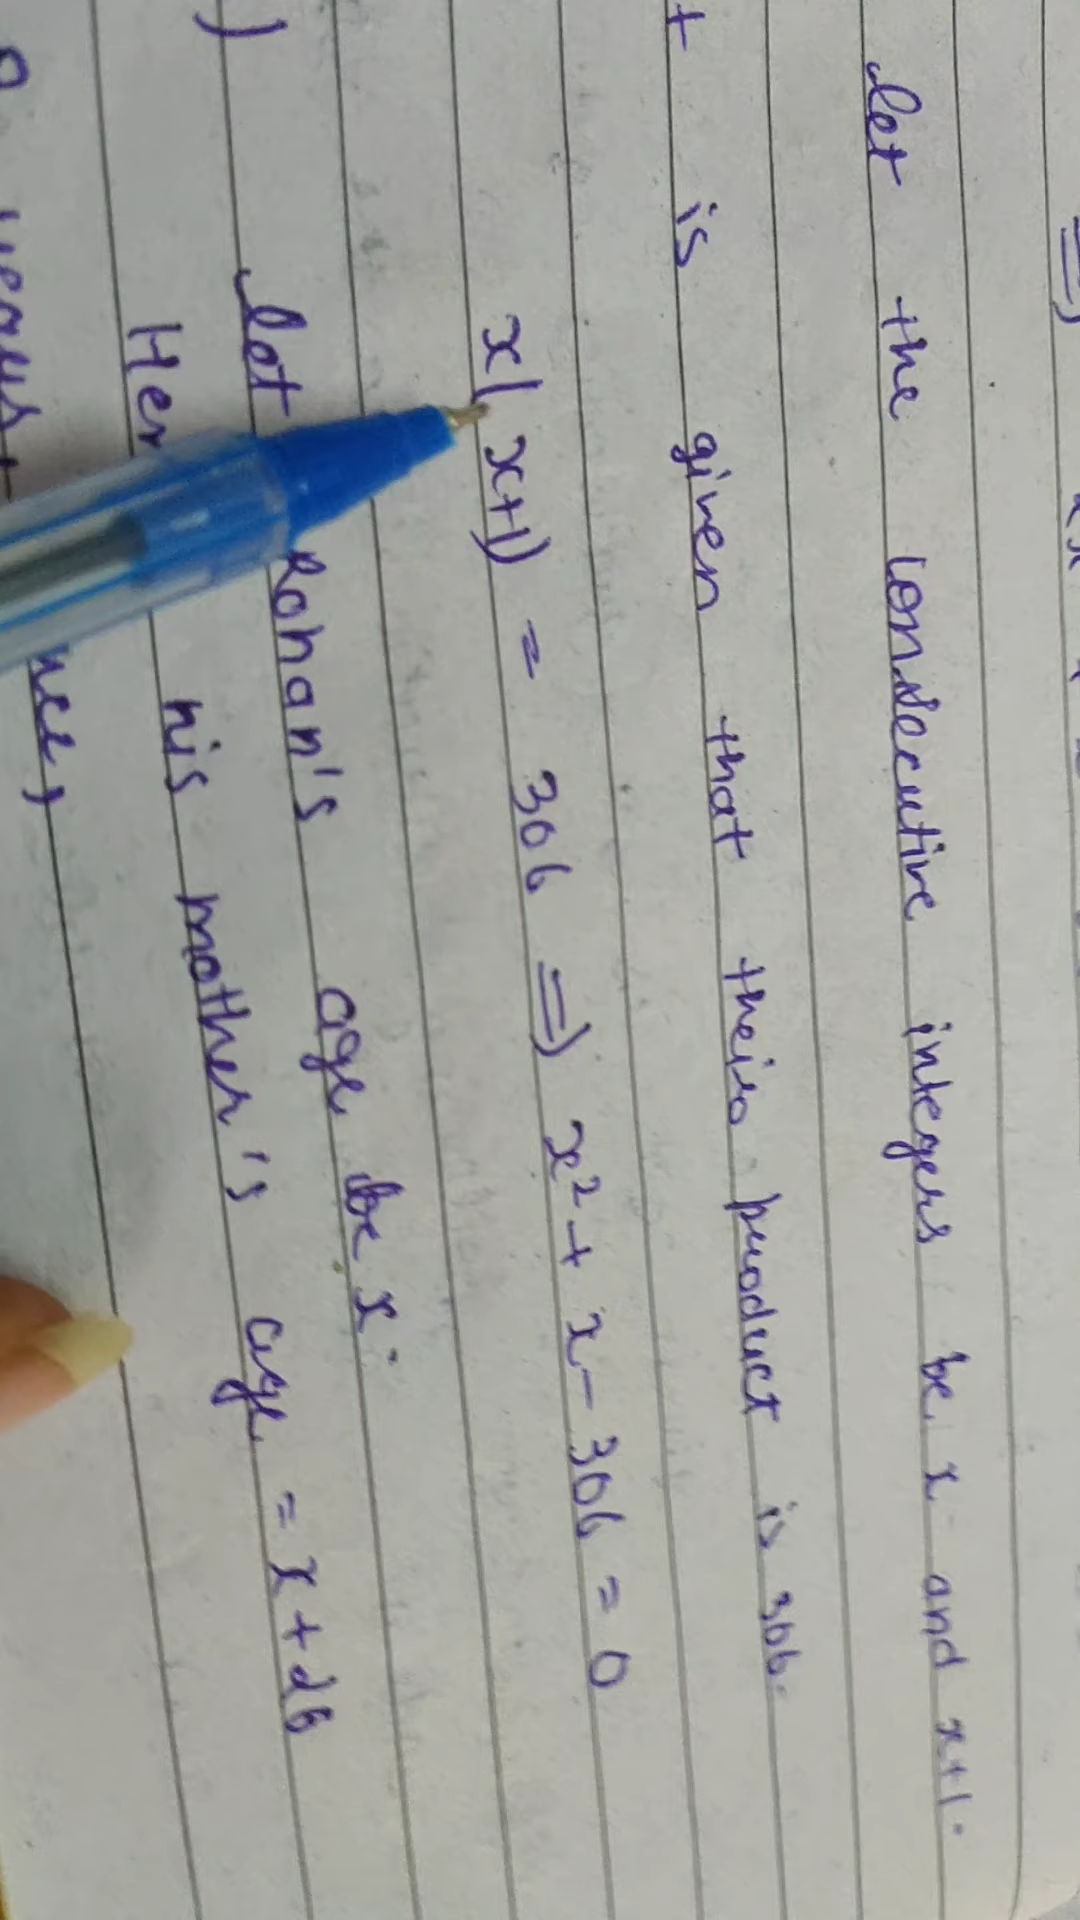 Let the consecutive integers be x and x+1.
t is given that their product is 306.
x(x+1) = 306 ⇒ x² + x - 306 = 0
) Let Rohan's age be x.
Her his mother's age = x + 26
years